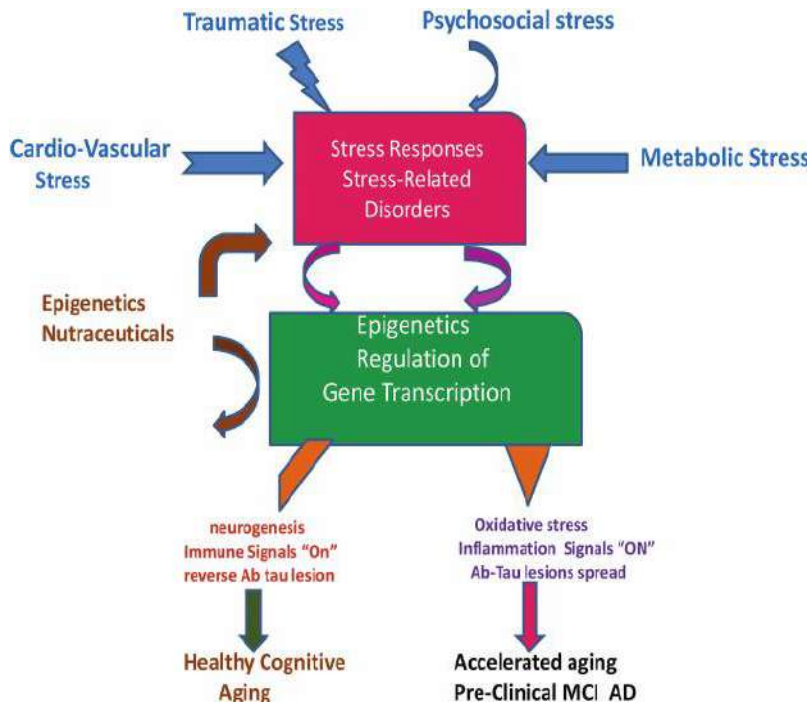 Traumatic Stress
Psychosocial stress
Cardio-Vascular
Stress
Stress Responses
Stress-Related
Disorders
Metabolic Stress
Epigenetics
Nutraceuticals
Epigenetics
Regulation of
Gene Transcription
neurogenesis
Immune Signals "On"
reverse Ab tau lesion
Oxidative stress
Inflammation Signals "ON"
Ab-Tau lesions spread
Healthy Cognitive
Aging
Accelerated aging
Pre-Clinical MCI AD